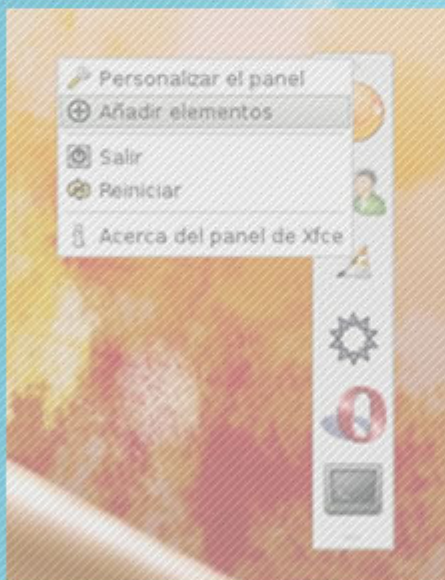 Personalizar el panel
Añadir elementos
Salir
Reiniciar
Acerca del panel de Xfce